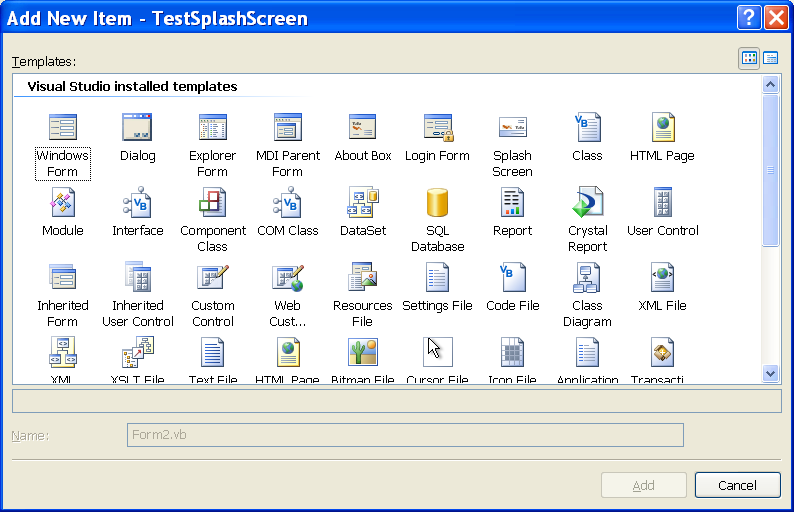 Add New Item - TestSplashScreen
Templates:
Visual Studio installed templates
Windows Form
Dialog
Explorer Form
MDI Parent Form
About Box
Login Form
Splash Screen
Class
HTML Page
Module
Interface
Component Class
COM Class
DataSet
SQL Database
Report
Crystal Report
User Control
Inherited Form
Inherited User Control
Custom Control
Web Cust...
Resources File
Settings File
Code File
Class Diagram
XML File
XML
XSLT File
Text File
HTML Page
Bitmap File
Cursor File
Icon File
Application
Transacti...
Name:
Form2.vb
Add
Cancel